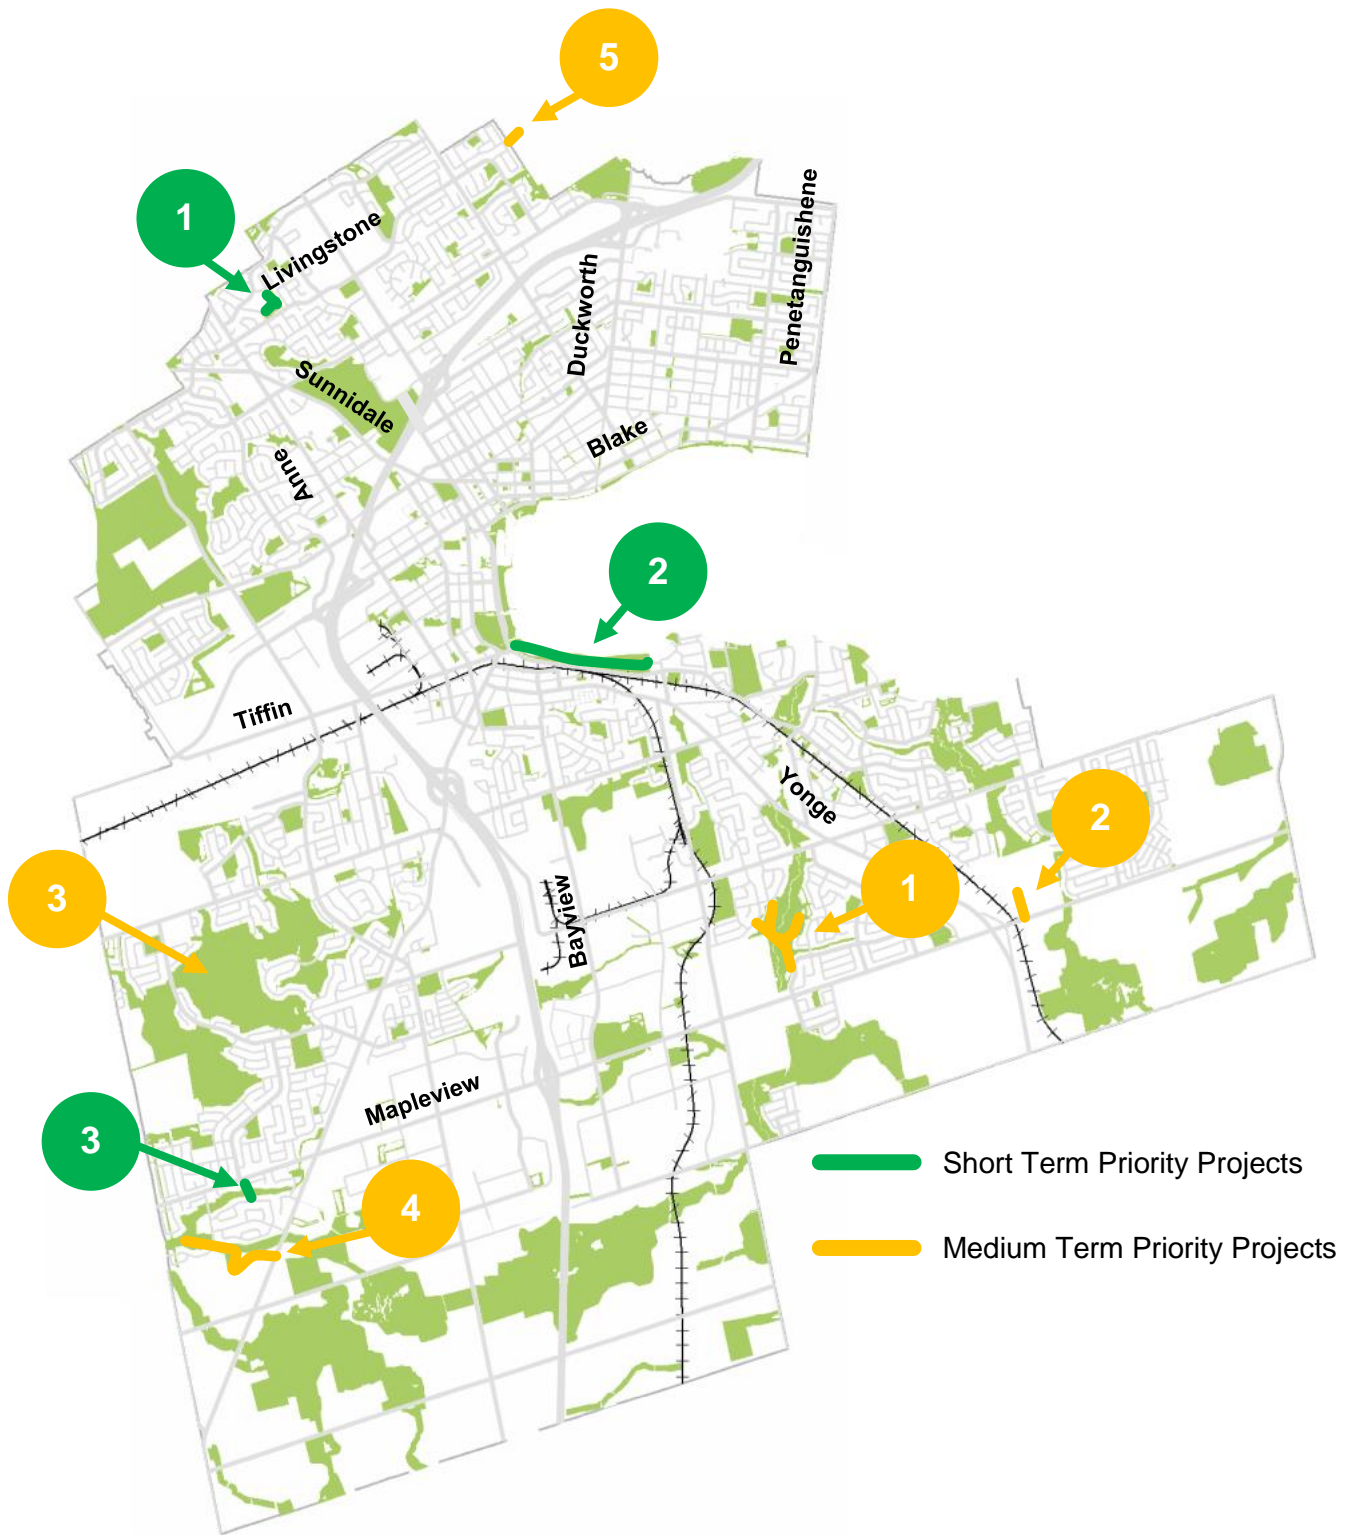 5
1
Livingstone
Penetanguishene
Duckworth
Sunnidale
Blake
Anne
2
Tiffin
Yonge
2
3
1
Bayview
Mapleview
3
Short Term Priority Projects
4
Medium Term Priority Projects